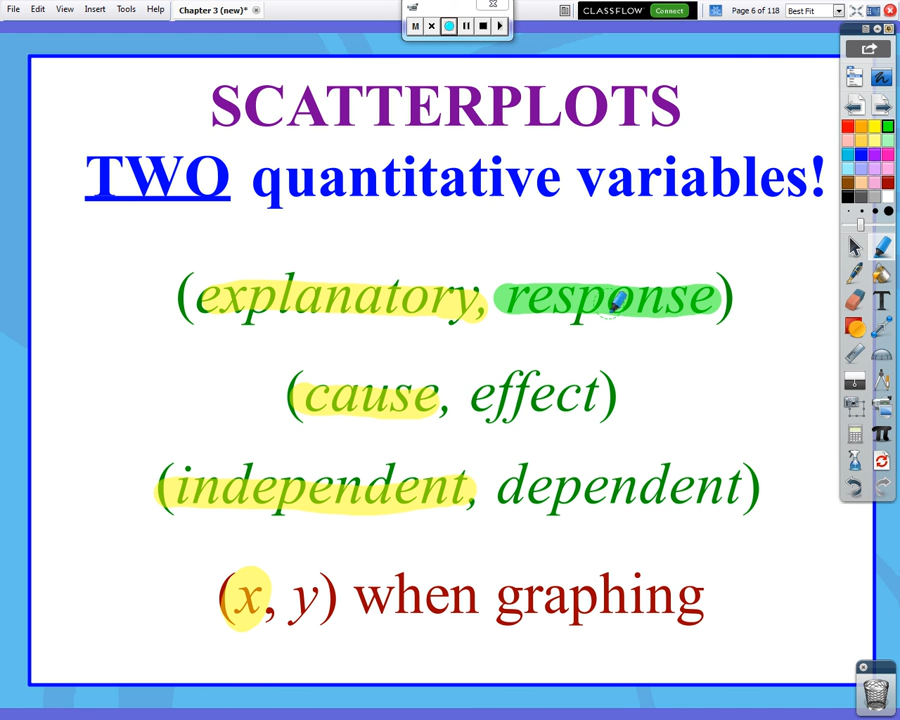 File Edit View Insert Tools Help Chapter 3 (new)* CLASSFLOW Connect Page 6 of 118 Best Fit
M
SCATTERPLOTS
TWO quantitative variables!
(explanatory, response)
(cause, effect)
(independent, dependent)
(x, y) when graphing
T
π